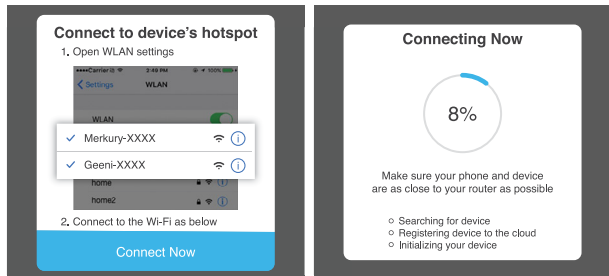 Connect to device's hotspot
1. Open WLAN settings
Carrier 2:49 PM 100%
Settings WLAN
WLAN
Merkury-XXXX
Geeni-XXXX
home
home2
2. Connect to the Wi-Fi as below
Connect Now
Connecting Now
8%
Make sure your phone and device
are as close to your router as possible
Searching for device
Registering device to the cloud
Initializing your device